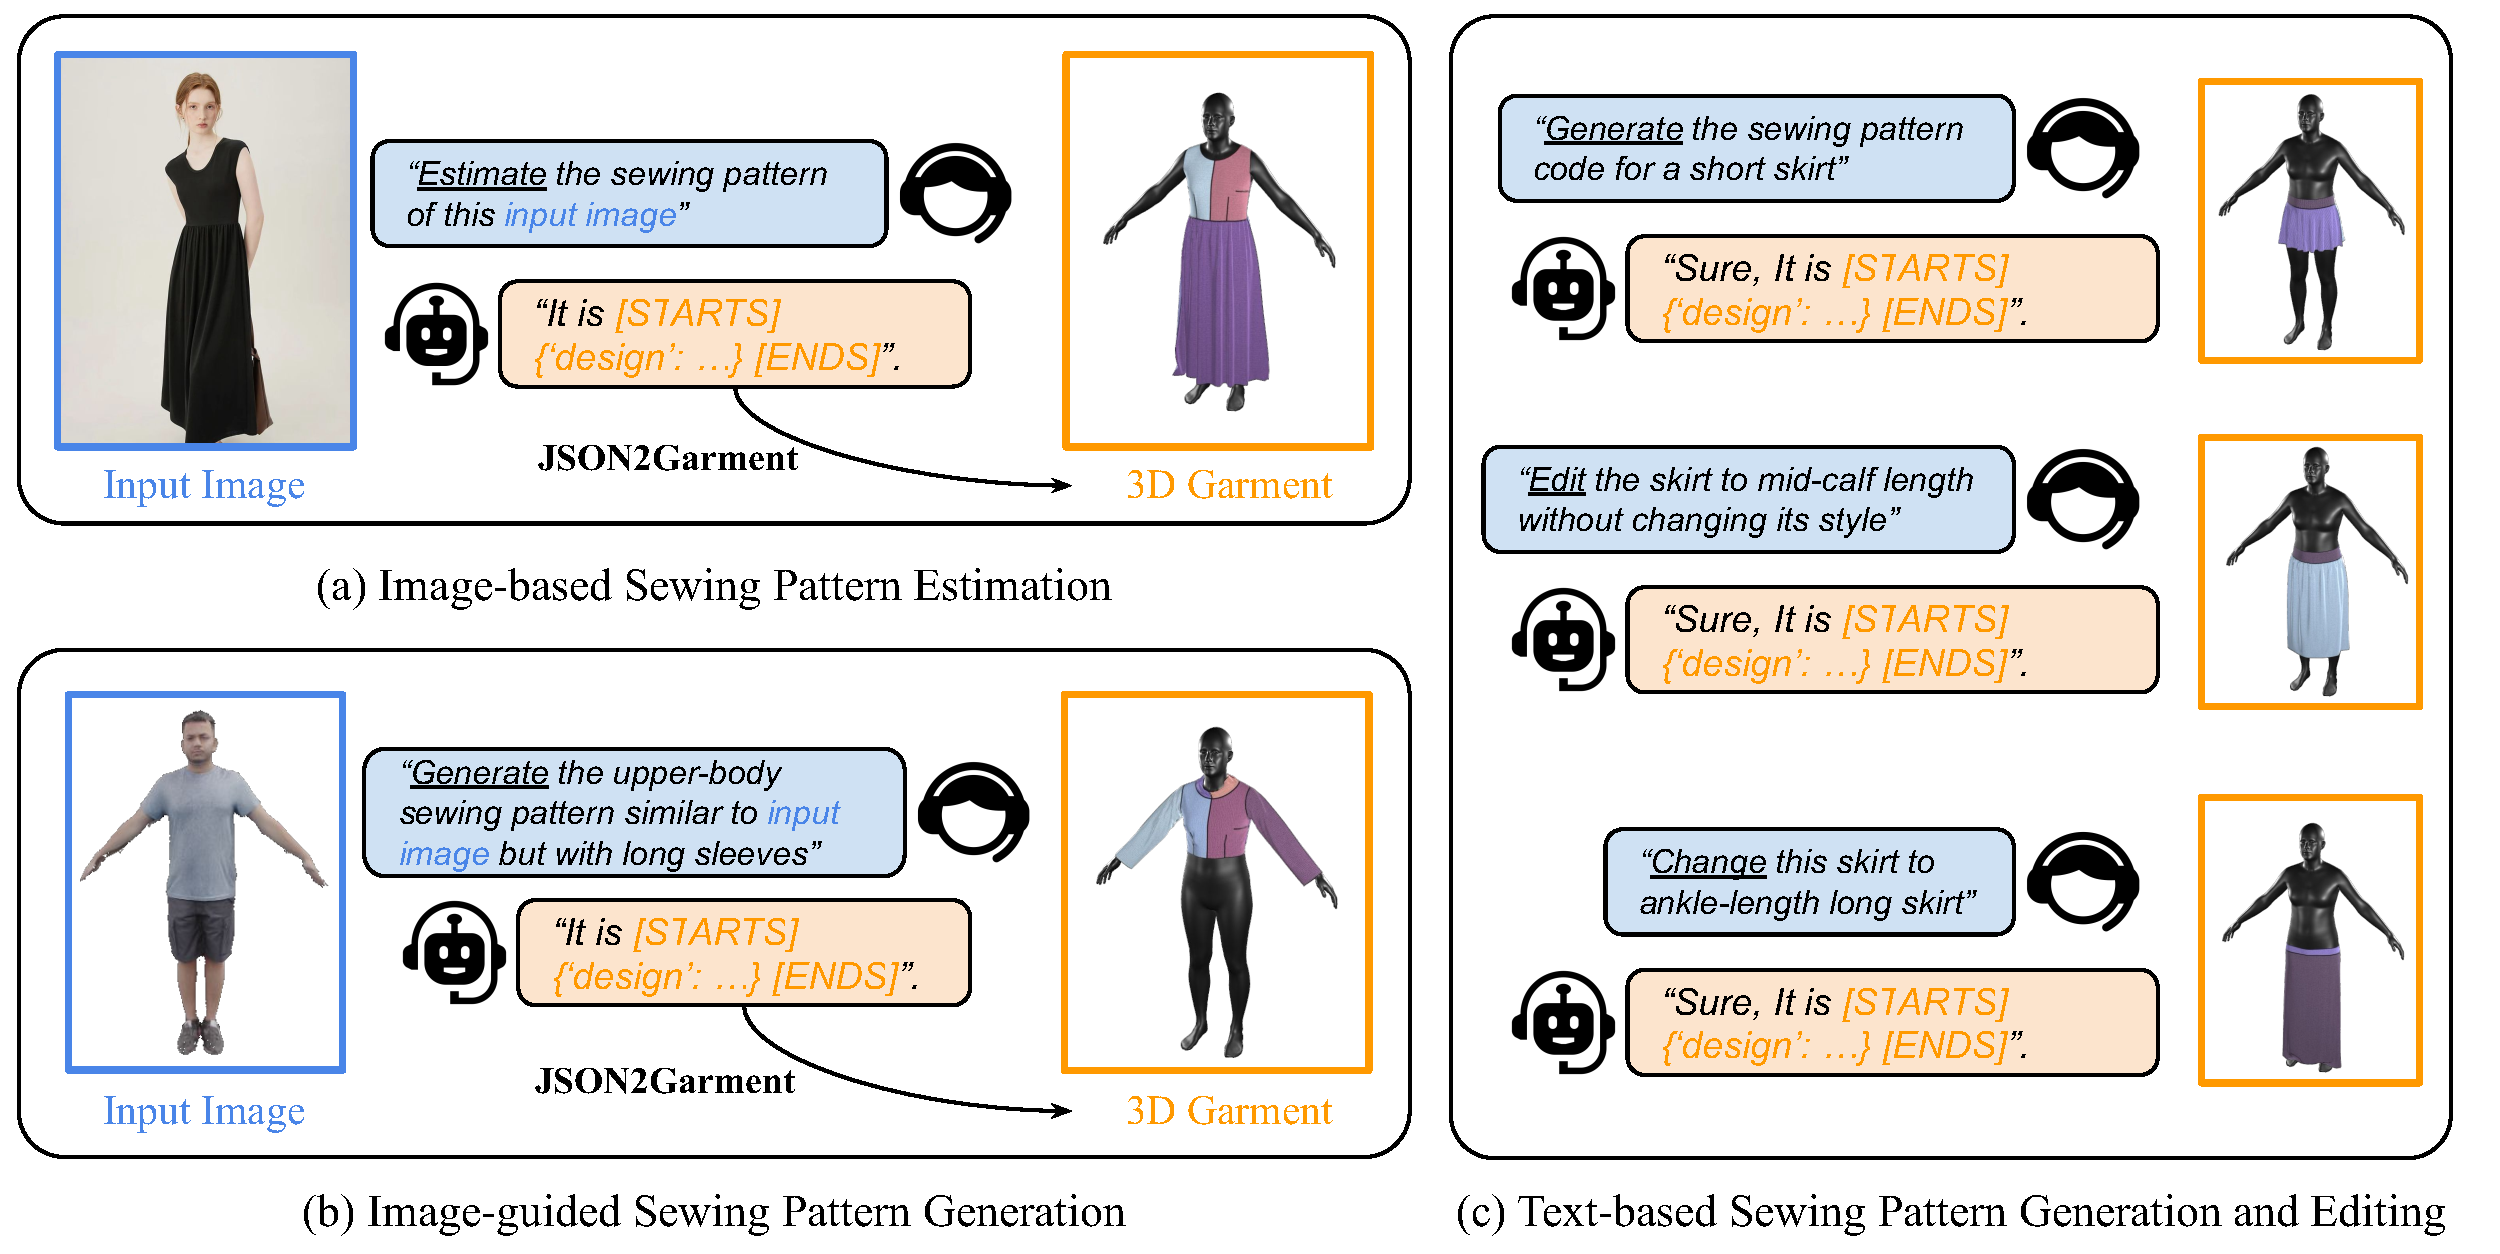 “Estimate the sewing pattern
of this input image”
“It is [STARTS]
{‘design’: …} [ENDS]”.
JSON2Garment
Input Image
3D Garment
(a) Image-based Sewing Pattern Estimation
“Generate the upper-body
sewing pattern similar to input
image but with long sleeves”
“It is [STARTS]
{‘design’: …} [ENDS]”.
JSON2Garment
Input Image
3D Garment
(b) Image-guided Sewing Pattern Generation
“Generate the sewing pattern
code for a short skirt”
“Sure, It is [STARTS]
{‘design’: …} [ENDS]”.
“Edit the skirt to mid-calf length
without changing its style”
“Sure, It is [STARTS]
{‘design’: …} [ENDS]”.
“Change this skirt to
ankle-length long skirt”
“Sure, It is [STARTS]
{‘design’: …} [ENDS]”.
(c) Text-based Sewing Pattern Generation and Editing